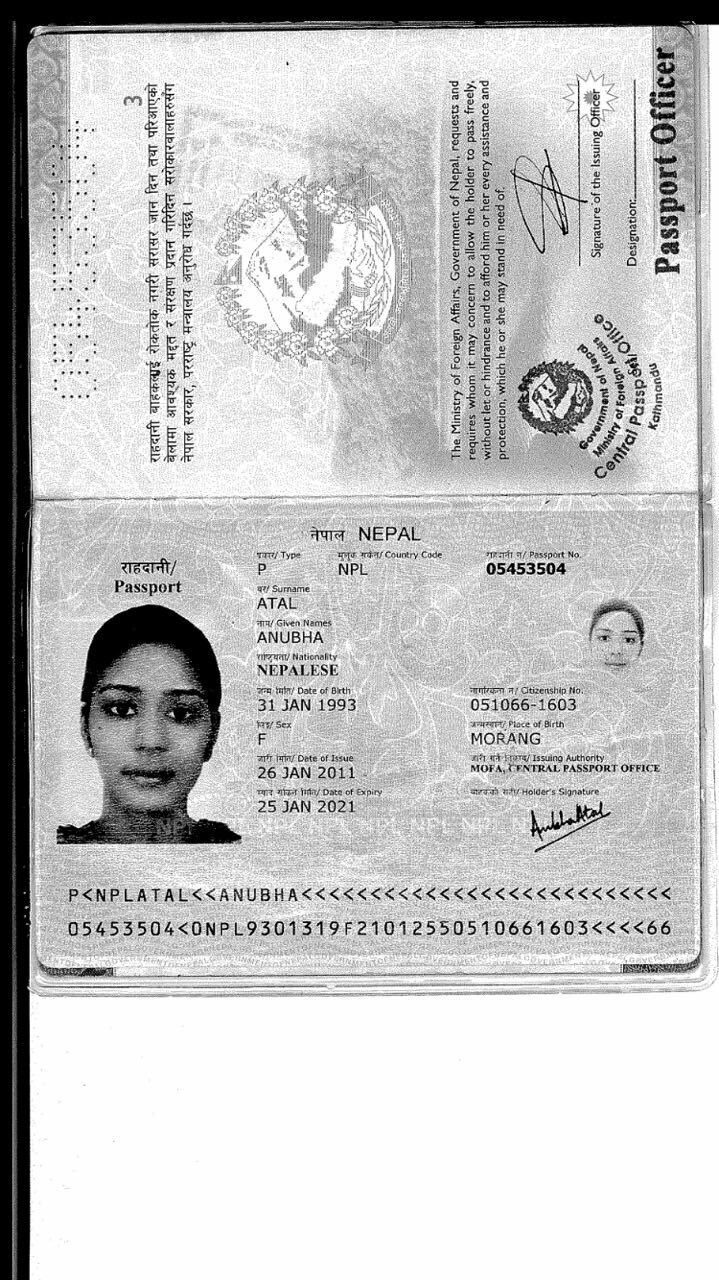 3
राहदानी बाहकलाई रोकतोक नगरी सरासर जान दिन तथा परिआएको
बेलामा आवश्यक मद्दत र संरक्षण प्रदान गरिदिन सरोकारवालाहरुसँग
नेपाल सरकार, परराष्ट्र मन्त्रालय अनुरोध गर्दछ ।
The Ministry of Foreign Affairs, Government of Nepal, requests and
requires whom it may concern to allow the holder to pass freely,
without let or hindrance and to afford him or her every assistance and
protection, which he or she may stand in need of.
Signature of the Issuing Officer
Designation:
Passport Officer
Government of Nepal
Ministry of Foreign Affairs
Central Passport Office
Kathmandu
नेपाल NEPAL
राहदानी/
Passport
प्रकार/ Type
P
मुलुक संकेत/ Country Code
NPL
राहदानी नं/ Passport No.
05453504
थर/ Surname
ATAL
नाम/ Given Names
ANUBHA
राष्ट्रियता/ Nationality
NEPALESE
जन्म मिति/ Date of Birth
31 JAN 1993
नागरिकता नं/ Citizenship No.
051066-1603
लिङ्ग/ Sex
F
जन्मस्थान/ Place of Birth
MORANG
जारी मिति/ Date of Issue
26 JAN 2011
जारी गर्ने निकाय/ Issuing Authority
MOFA, CENTRAL PASSPORT OFFICE
Date of Expiry
25 JAN 2021
बाहकको सही/ Holder's Signature
Anubha Atal
P<NPLATAL<<ANUBHA<<<<<<<<<<<<<<<<<<<<<<<<<<<
05453504<0NPL9301319F21012550510661603<<<<66